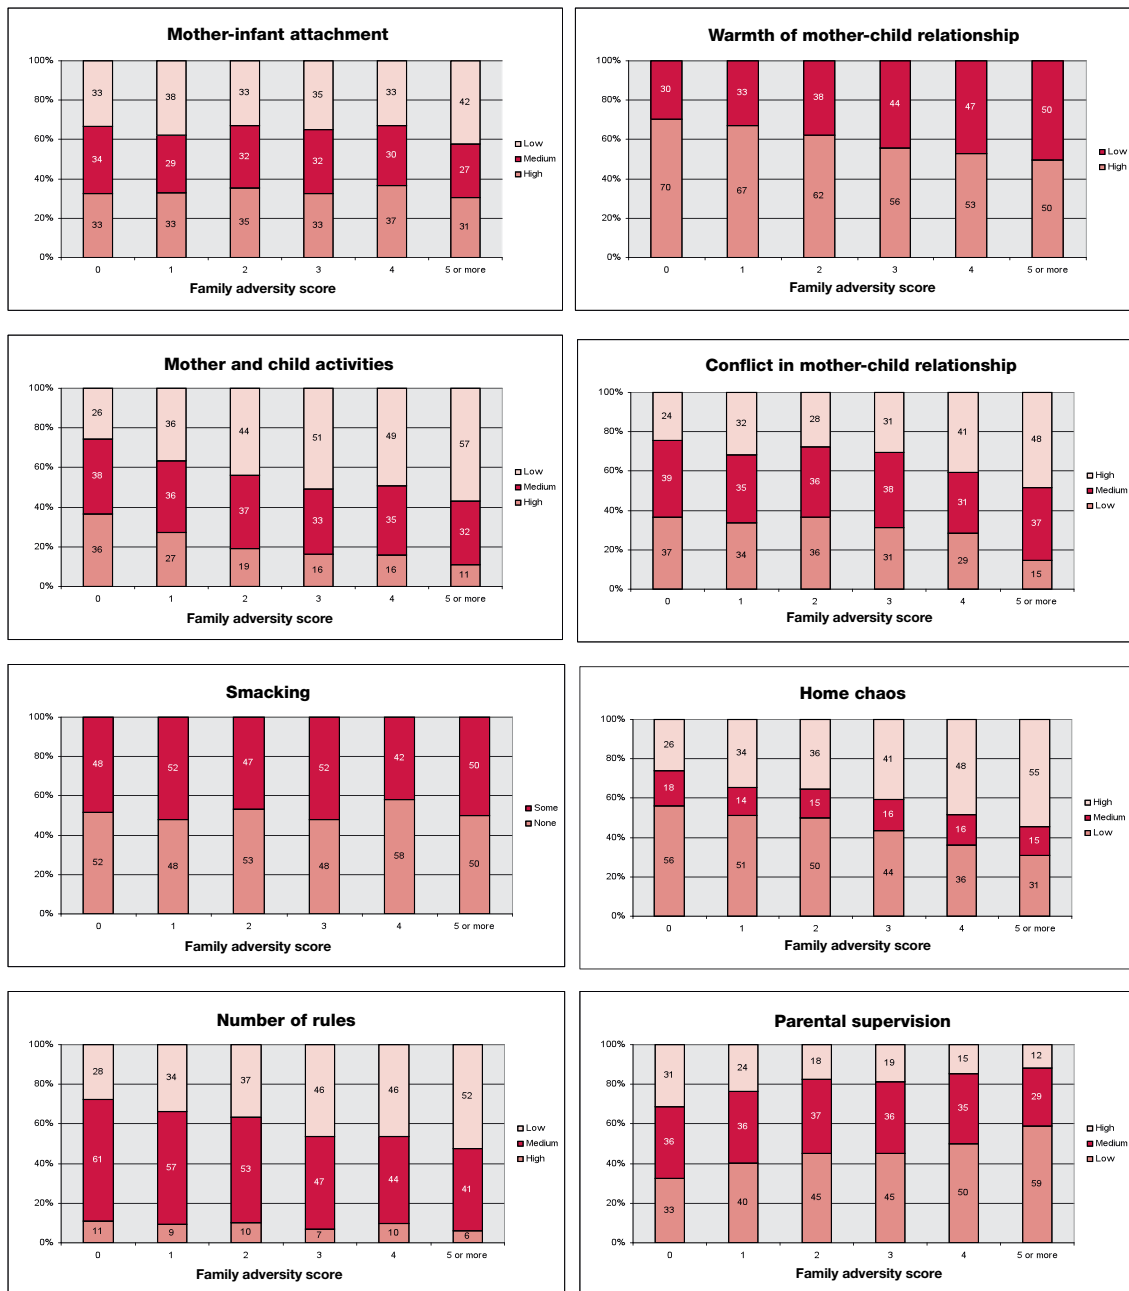 Mother-infant attachment
100%
80%
60%
40%
20%
0%
33 38 33 35 33 42
34 29 32 32 30 27
33 33 35 33 37 31
Low
Medium
High
0 1 2 3 4 5 or more
Family adversity score
Warmth of mother-child relationship
100%
80%
60%
40%
20%
0%
30 33 38 44 47 50
70 67 62 56 53 50
Low
High
0 1 2 3 4 5 or more
Family adversity score
Mother and child activities
100%
80%
60%
40%
20%
0%
26 36 44 51 49 57
38 36 37 33 35 32
36 27 19 16 16 11
Low
Medium
High
0 1 2 3 4 5 or more
Family adversity score
Conflict in mother-child relationship
100%
80%
60%
40%
20%
0%
24 32 28 31 41 48
39 35 36 38 31 37
37 34 36 31 29 15
High
Medium
Low
0 1 2 3 4 5 or more
Family adversity score
Smacking
100%
80%
60%
40%
20%
0%
48 52 47 52 42 50
52 48 53 48 58 50
Some
None
0 1 2 3 4 5 or more
Family adversity score
Home chaos
100%
80%
60%
40%
20%
0%
26 34 36 41 48 55
18 14 15 16 16 15
56 51 50 44 36 31
High
Medium
Low
0 1 2 3 4 5 or more
Family adversity score
Number of rules
100%
80%
60%
40%
20%
0%
28 34 37 46 46 52
61 57 53 47 44 41
11 9 10 7 10 6
Low
Medium
High
0 1 2 3 4 5 or more
Family adversity score
Parental supervision
100%
80%
60%
40%
20%
0%
31 24 18 19 15 12
36 36 37 36 35 29
33 40 45 45 50 59
High
Medium
Low
0 1 2 3 4 5 or more
Family adversity score